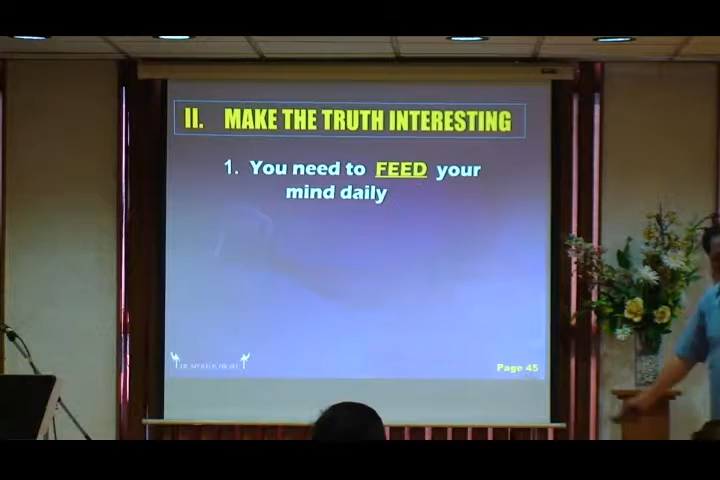 II. MAKE THE TRUTH INTERESTING
1. You need to FEED your
mind daily
Page 45